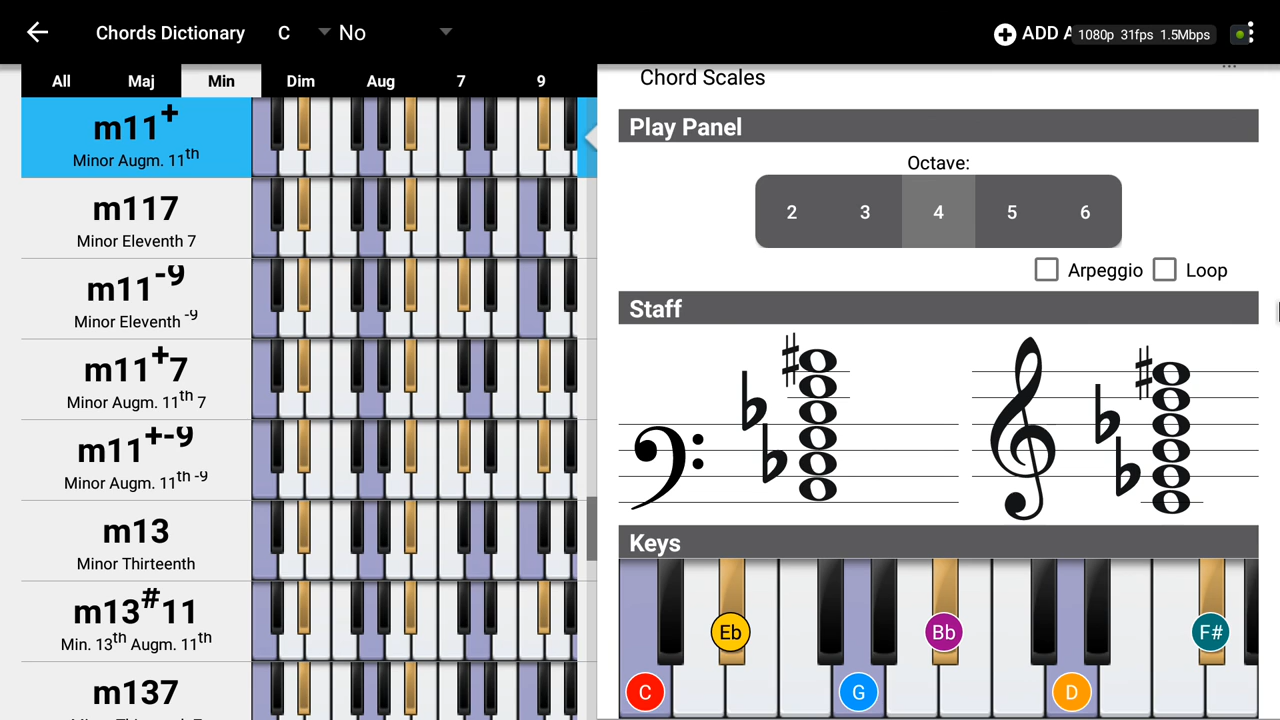 Chords Dictionary C No
ADD A 1080p 31fps 1.5Mbps
All Maj Min Dim Aug 7 9
m11+
Minor Augm. 11th
m117
Minor Eleventh 7
m11-9
Minor Eleventh -9
m11+7
Minor Augm. 11th 7
m11+-9
Minor Augm. 11th -9
m13
Minor Thirteenth
m13#11
Min. 13th Augm. 11th
m137
Chord Scales
Play Panel
Octave:
2 3 4 5 6
Arpeggio Loop
Staff
Keys
Eb Bb F#
C G D